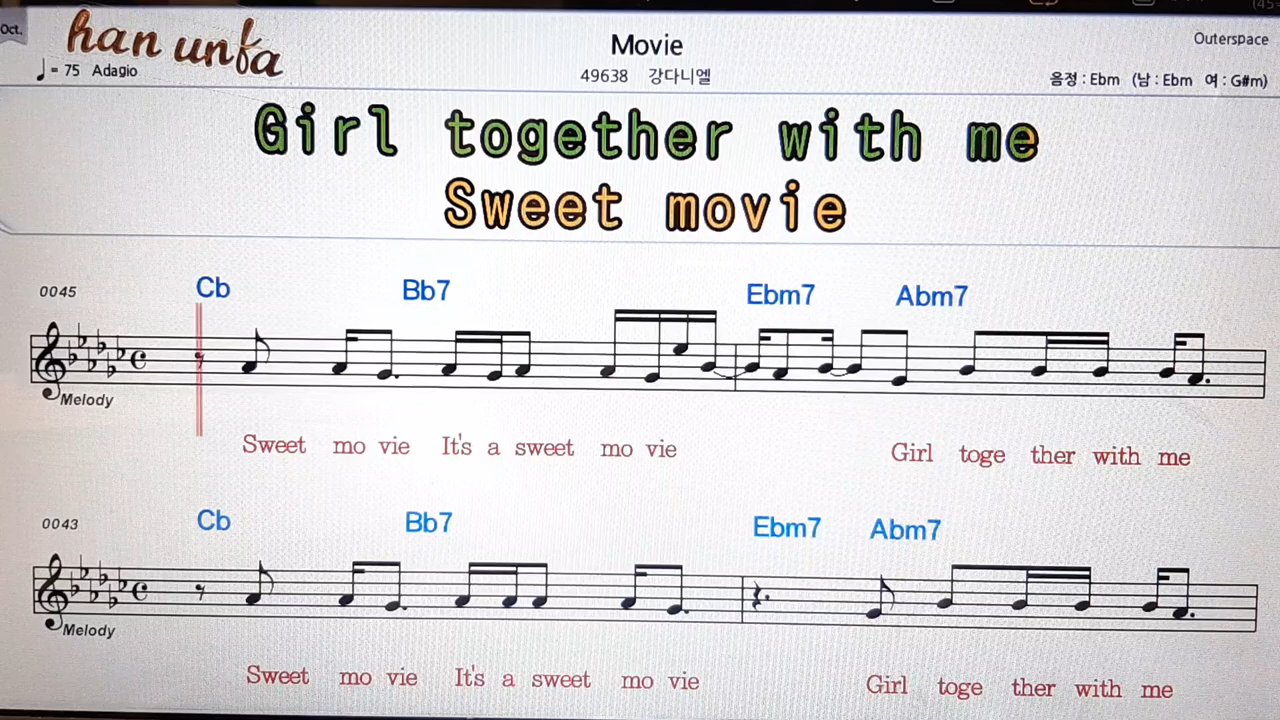 Oct.
han unfa
Movie
Outerspace
♩ = 75 Adagio
49638 강다니엘
음정 : Ebm (남 : Ebm 여 : G#m)
Girl together with me
Sweet movie
0045
Cb Bb7 Ebm7 Abm7
Melody
Sweet mo vie It's a sweet mo vie Girl toge ther with me
0043
Cb Bb7 Ebm7 Abm7
Melody
Sweet mo vie It's a sweet mo vie Girl toge ther with me